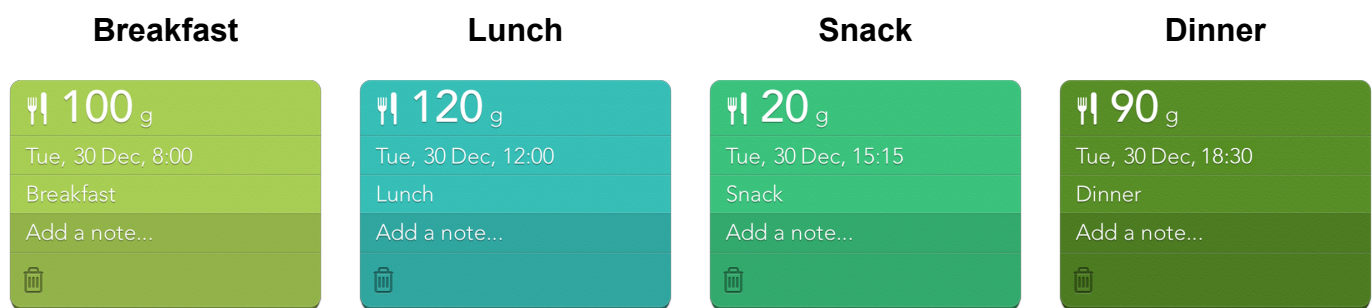 Breakfast
100 g
Tue, 30 Dec, 8:00
Breakfast
Add a note...
Lunch
120 g
Tue, 30 Dec, 12:00
Lunch
Add a note...
Snack
20 g
Tue, 30 Dec, 15:15
Snack
Add a note...
Dinner
90 g
Tue, 30 Dec, 18:30
Dinner
Add a note...